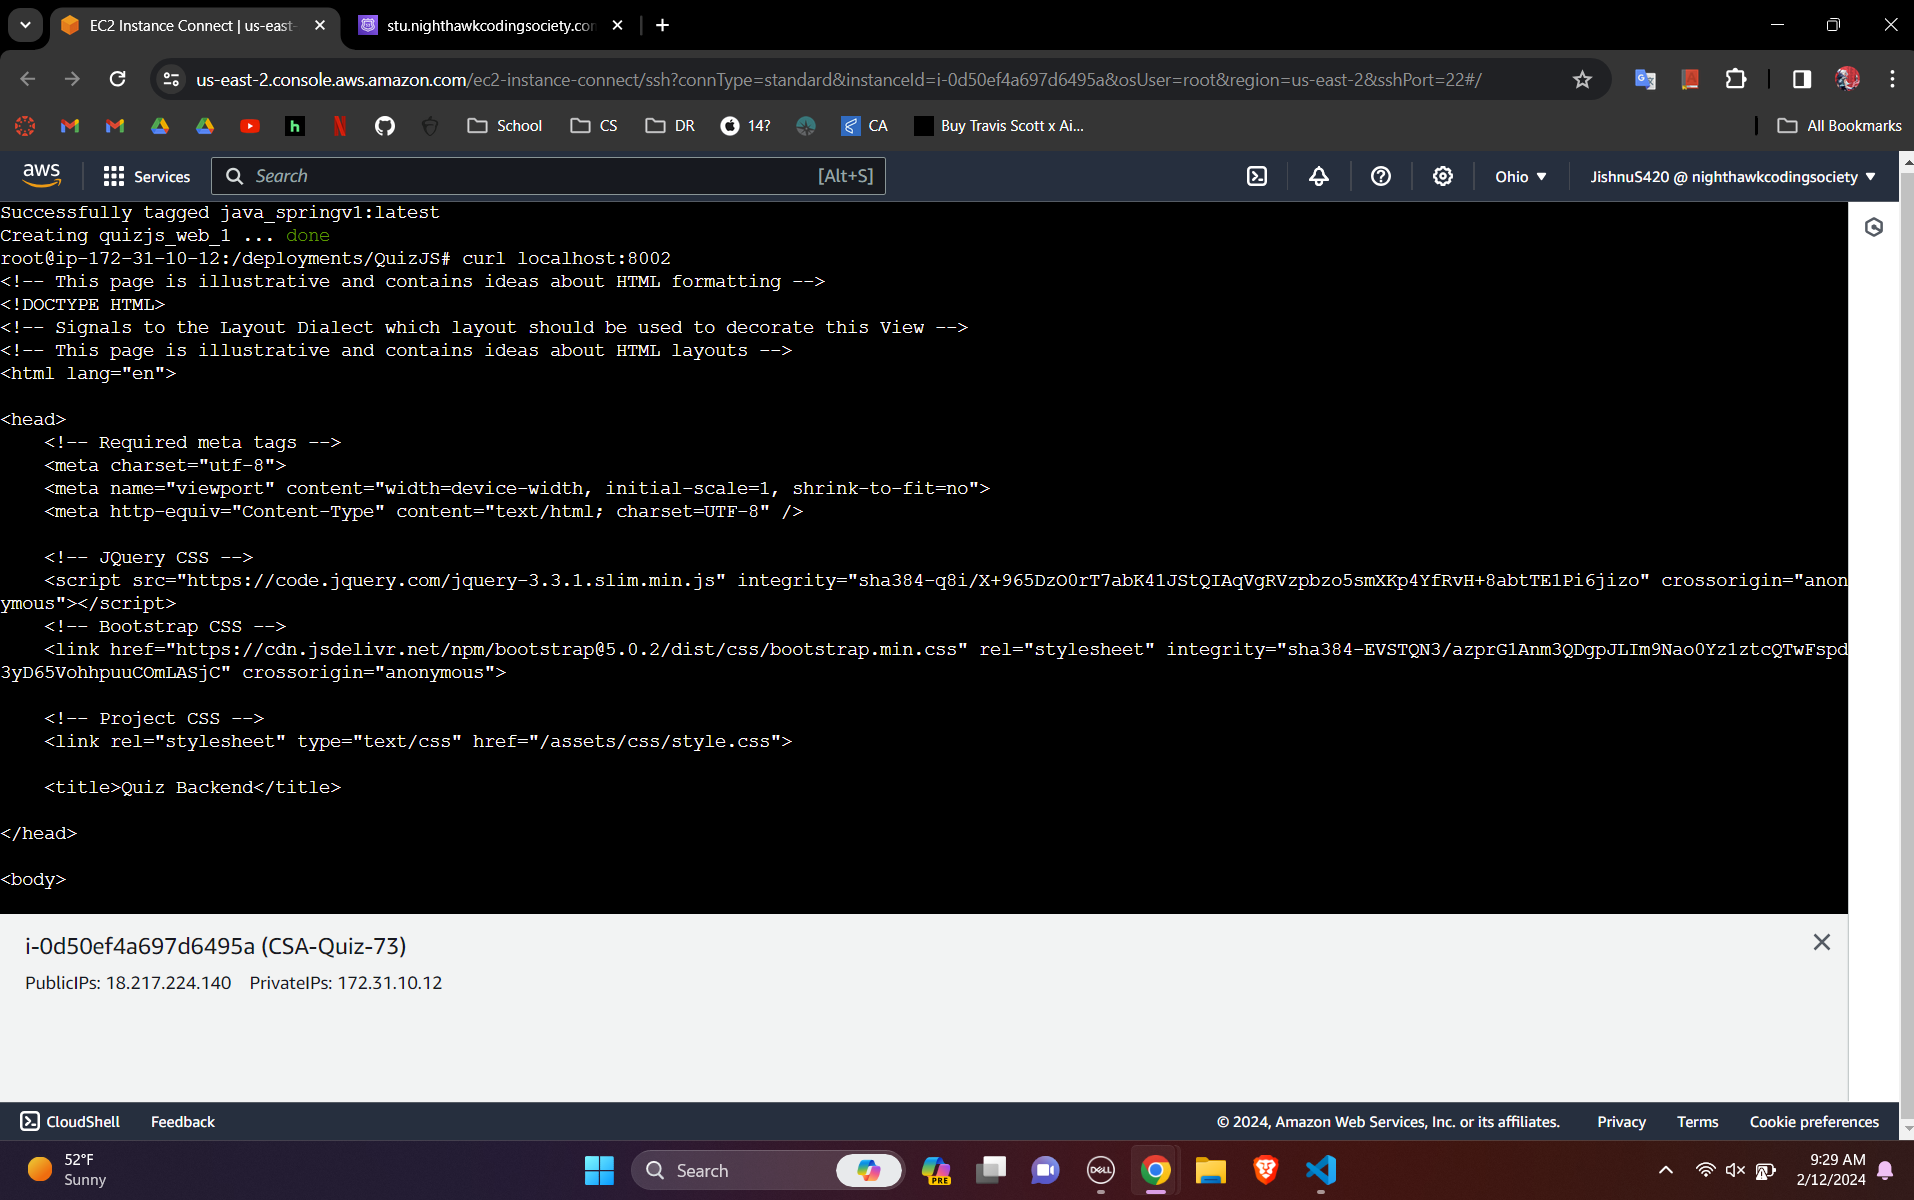 EC2 Instance Connect | us-east-
stu.nighthawkcodingsociety.con
us-east-2.console.aws.amazon.com/ec2-instance-connect/ssh?connType=standard&instanceId=i-0d50ef4a697d6495a&osUser=root&region=us-east-2&sshPort=22#/
School CS DR 14? CA Buy Travis Scott x Ai... All Bookmarks
aws Services Search [Alt+S] Ohio JishnuS420 @ nighthawkcodingsociety
Successfully tagged java_springv1:latest
Creating quizjs_web_1 ... done
root@ip-172-31-10-12:/deployments/QuizJS# curl localhost:8002
<!-- This page is illustrative and contains ideas about HTML formatting -->
<!DOCTYPE HTML>
<!-- Signals to the Layout Dialect which layout should be used to decorate this View -->
<!-- This page is illustrative and contains ideas about HTML layouts -->
<html lang="en">
<head>
<!-- Required meta tags -->
<meta charset="utf-8">
<meta name="viewport" content="width=device-width, initial-scale=1, shrink-to-fit=no">
<meta http-equiv="Content-Type" content="text/html; charset=UTF-8" />
<!-- JQuery CSS -->
<script src="https://code.jquery.com/jquery-3.3.1.slim.min.js" integrity="sha384-q8i/X+965DzO0rT7abK41JStQIAqVgRVzpbzo5smXKp4YfRvH+8abtTE1Pi6jizo" crossorigin="anon
ymous"></script>
<!-- Bootstrap CSS -->
<link href="https://cdn.jsdelivr.net/npm/bootstrap@5.0.2/dist/css/bootstrap.min.css" rel="stylesheet" integrity="sha384-EVSTQN3/azprG1Anm3QDgpJLIm9Nao0Yz1ztcQTwFspd
3yD65VohhpuuCOmLASjC" crossorigin="anonymous">
<!-- Project CSS -->
<link rel="stylesheet" type="text/css" href="/assets/css/style.css">
<title>Quiz Backend</title>
</head>
<body>
i-0d50ef4a697d6495a (CSA-Quiz-73)
PublicIPs: 18.217.224.140 PrivateIPs: 172.31.10.12
CloudShell Feedback © 2024, Amazon Web Services, Inc. or its affiliates. Privacy Terms Cookie preferences
52°F
Sunny
Search
PRE
DELL
9:29 AM
2/12/2024